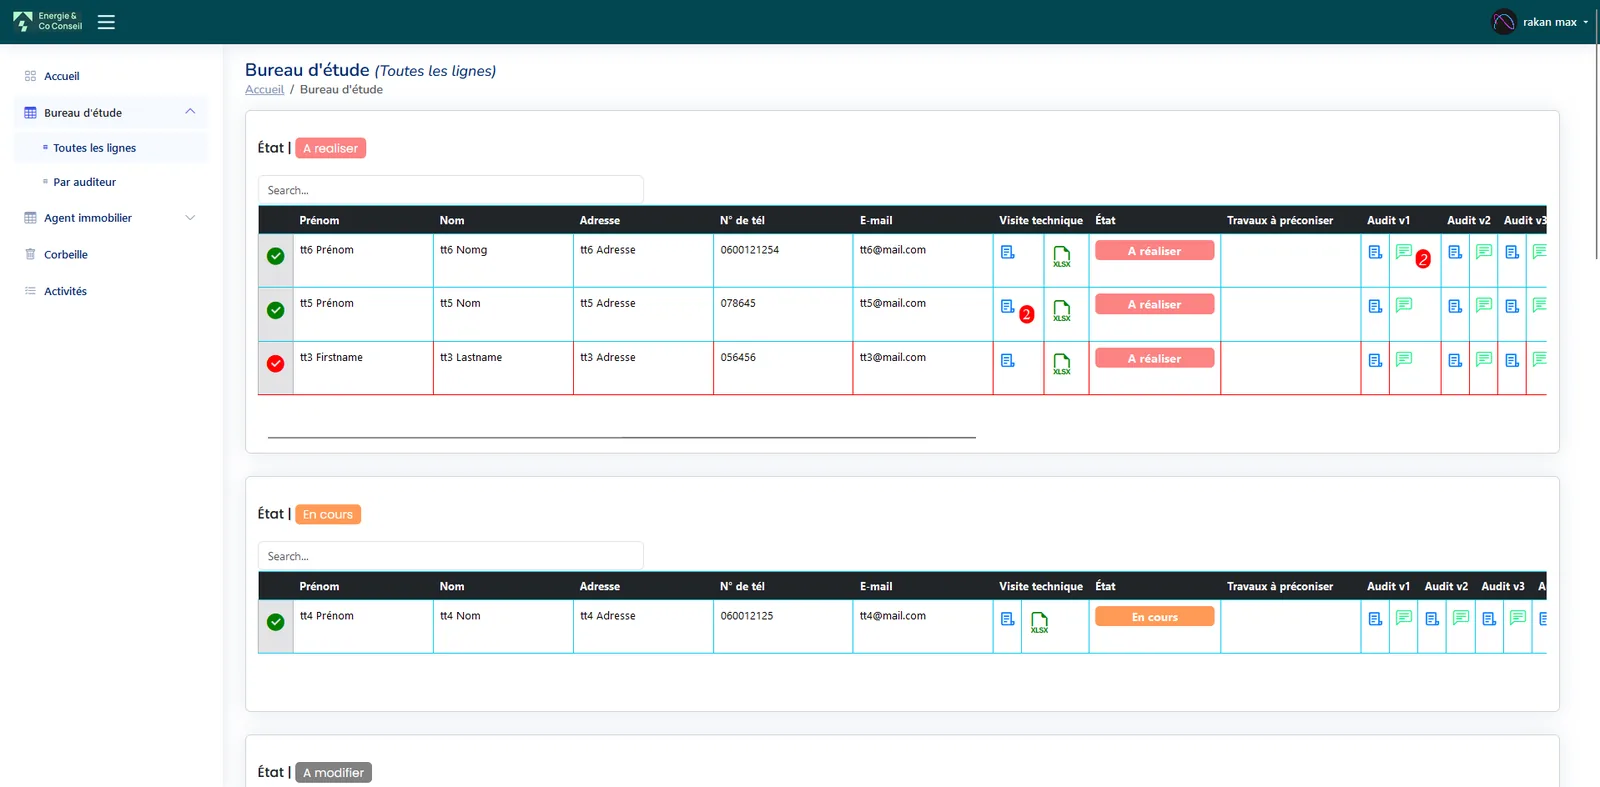 Energie &
Co Conseil
rakan max
Accueil
Bureau d'étude
Toutes les lignes
Par auditeur
Agent immobilier
Corbeille
Activités
Bureau d'étude (Toutes les lignes)
Accueil / Bureau d'étude
État | A realiser
Search...
Prénom Nom Adresse N° de tél E-mail Visite technique État Travaux à préconiser Audit v1 Audit v2 Audit v3
tt6 Prénom tt6 Nomg tt6 Adresse 0600121254 tt6@mail.com XLSX A réaliser 2
tt5 Prénom tt5 Nom tt5 Adresse 078645 tt5@mail.com 2 XLSX A réaliser
tt3 Firstname tt3 Lastname tt3 Adresse 056456 tt3@mail.com XLSX A réaliser
État | En cours
Search...
Prénom Nom Adresse N° de tél E-mail Visite technique État Travaux à préconiser Audit v1 Audit v2 Audit v3 A
tt4 Prénom tt4 Nom tt4 Adresse 060012125 tt4@mail.com XLSX En cours
État | A modifier